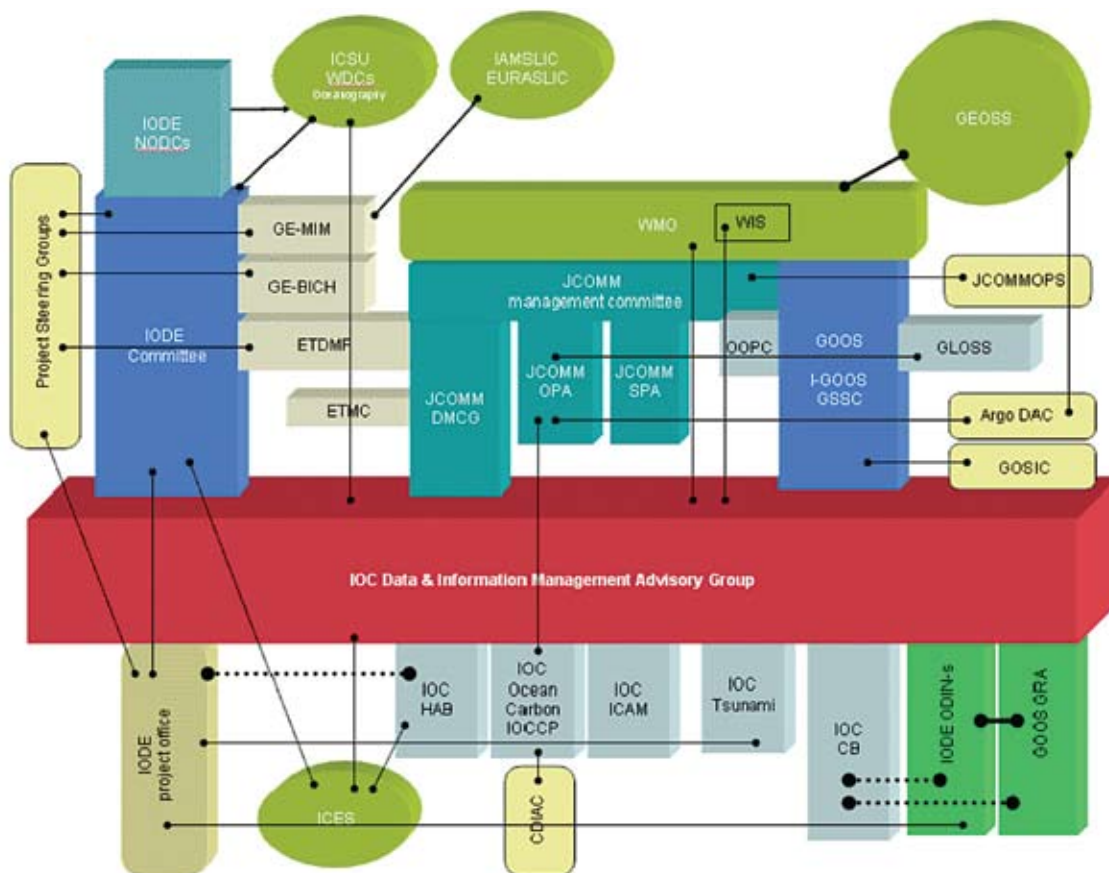 ICSU
WDCs
Oceanography
IAMSLIC
EURASLIC
GEOSS
IODE
NODCs
Project Steering Groups
GE-MIM
WMO
WIS
GE-BICH
JCOMM
management committee
JCOMMOPS
IODE
Committee
ETDMP
OOPC
GOOS
I-GOOS
GSSC
GLOSS
JCOMM
DMCG
JCOMM
OPA
JCOMM
SPA
ETMC
Argo DAC
GOSIC
IOC Data & Information Management Advisory Group
IODE
project office
IOC
HAB
IOC
Ocean
Carbon
IOCCP
IOC
ICAM
IOC
Tsunami
IOC
CB
IODE ODIN-s
GOOS GRA
ICES
CDIAC